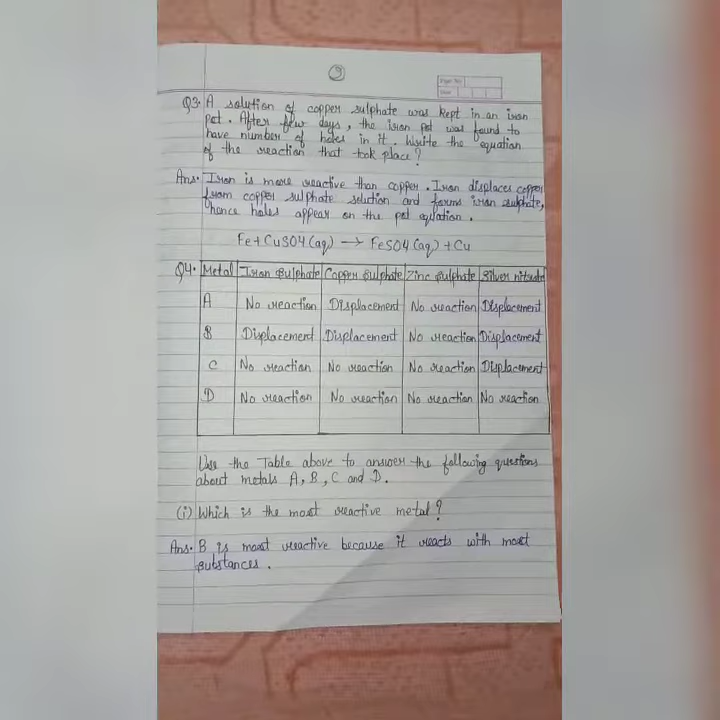 9
Page No.
Date
Q3. A solution of copper sulphate was kept in an iron
pot. After few days, the iron pot was found to
have number of holes in it. Write the equation
of the reaction that took place?
Ans. Iron is more reactive than copper. Iron displaces copper
from copper sulphate solution and forms iron sulphate,
hence holes appear on the pot equation.
Fe+CuSO4(aq) → FeSO4(aq)+Cu
Q4. Metal Iron Sulphate Copper Sulphate Zinc Sulphate Silver nitrate
A No reaction Displacement No reaction Displacement
B Displacement Displacement No reaction Displacement
C No reaction No reaction No reaction Displacement
D No reaction No reaction No reaction No reaction
Use the Table above to answer the following questions
about metals A, B, C and D.
(i) Which is the most reactive metal?
Ans. B is most reactive because it reacts with most
substances.